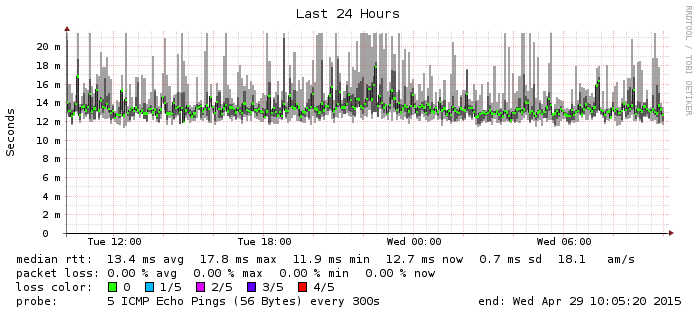 Last 24 Hours
RRDTOOL / TOBI OETIKER
Seconds
20 m
18 m
16 m
14 m
12 m
10 m
8 m
6 m
4 m
2 m
0
Tue 12:00 Tue 18:00 Wed 00:00 Wed 06:00
median rtt: 13.4 ms avg 17.8 ms max 11.9 ms min 12.7 ms now 0.7 ms sd 18.1 am/s
packet loss: 0.00 % avg 0.00 % max 0.00 % min 0.00 % now
loss color: 0 1/5 2/5 3/5 4/5
probe: 5 ICMP Echo Pings (56 Bytes) every 300s end: Wed Apr 29 10:05:20 2015